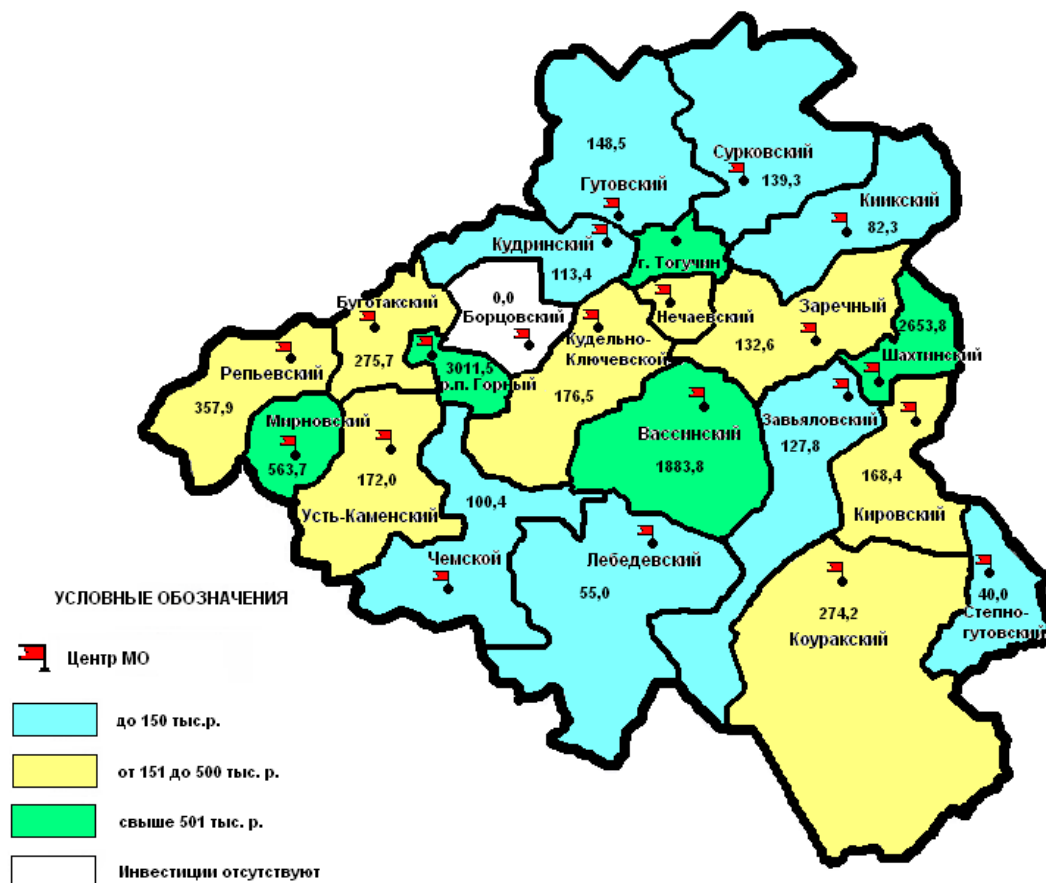 148,5
Гутовский
Сурковский
139,3
Кникский
82,3
Кудринский
113,4
г. Тогучин
0,0
Борцовский
Буготакский
275,7
Нечаевский
Кудельно-
Ключевской
176,5
Заречный
132,6
2653,8
Шахтинский
3011,5
р.п. Горный
Репьевский
357,9
Мирновский
563,7
172,0
Усть-Каменский
Вассинский
1883,8
Завьяловский
127,8
168,4
Кировский
100,4
Чемской
Лебедевский
55,0
274,2
Коуракский
40,0
Степно-
гутовский
УСЛОВНЫЕ ОБОЗНАЧЕНИЯ
Центр МО
до 150 тыс.р.
от 151 до 500 тыс. р.
свыше 501 тыс. р.
Инвестиции отсутствуют